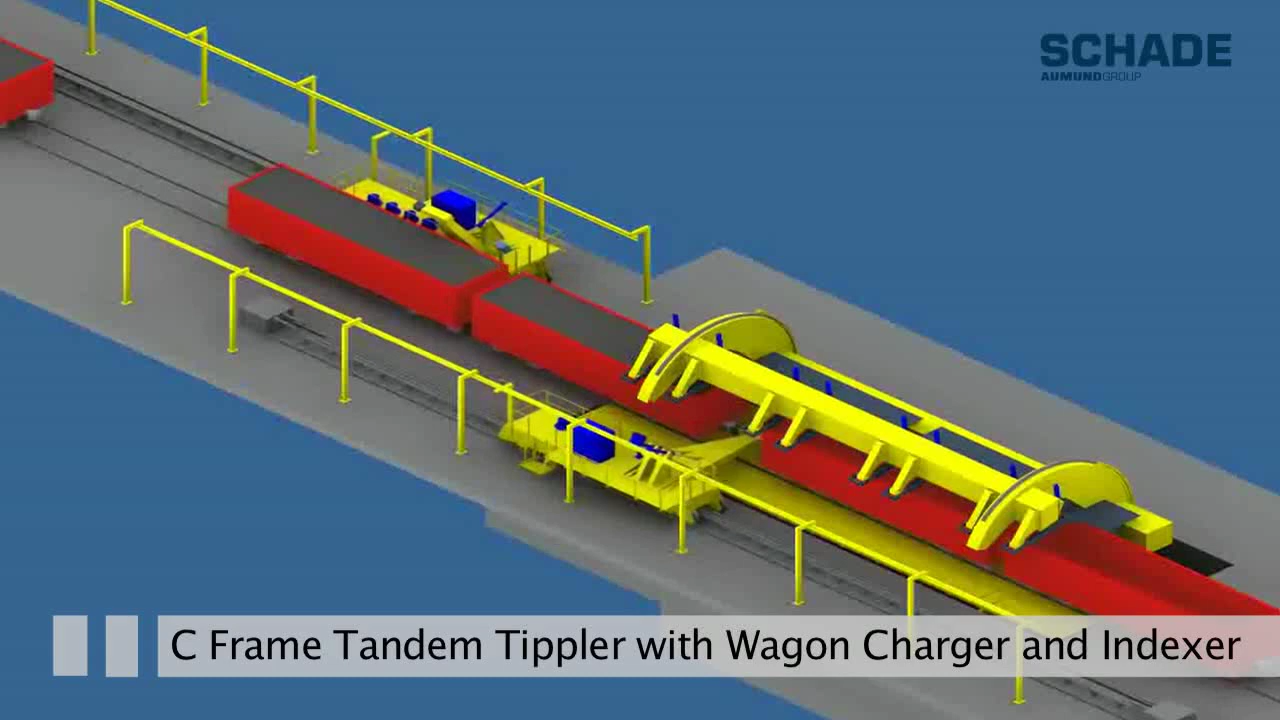 SCHADE
AUMUNDGROUP
C Frame Tandem Tippler with Wagon Charger and Indexer